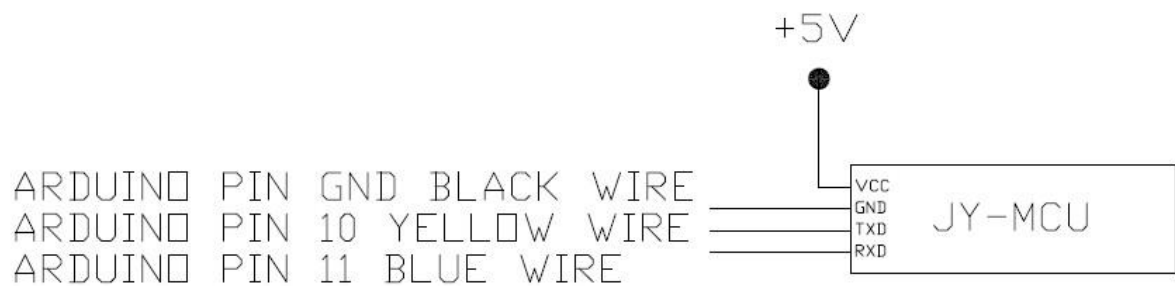 +5V
ARDUINO PIN GND BLACK WIRE
ARDUINO PIN 10 YELLOW WIRE
ARDUINO PIN 11 BLUE WIRE
VCC
GND
TXD
RXD
JY-MCU